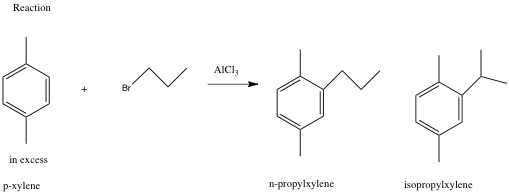 Reaction
+
Br
AlCl3
in excess
p-xylene
n-propylxylene
isopropylxylene